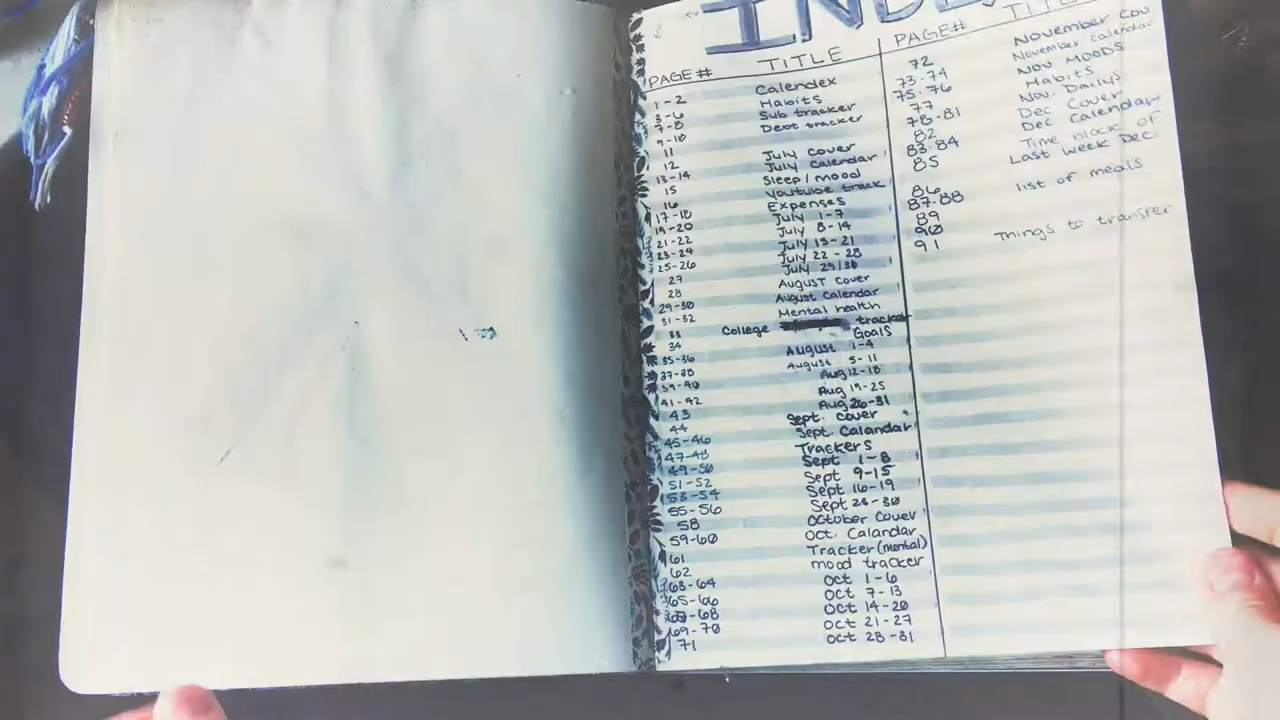 INDE
PAGE# TITLE
1-2 Calendex
3-6 Habits
7-8 Sub tracker
9-10 Debt tracker
11
12 July cover
13-14 July Calendar
15 Sleep/mood
16 Youtube track
17-18 Expenses
19-20 July 1-7
21-22 July 8-14
23-24 July 15-21
25-26 July 22-28
27 July 29/31
28 August cover
29-30 August Calendar
31-32 Mental health
33 College tracker
34 Goals
35-36 August 1-4
37-38 August 5-11
39-40 Aug 12-18
41-42 Aug 19-25
43 Aug 26-31
44 Sept. cover
45-46 Sept. Calandar
47-48 Trackers
49-50 Sept 1-8
51-52 Sept 9-15
53-54 Sept 16-19
55-56 Sept 23-30
58 October Cover
59-60 Oct. Calandar
61 Tracker (mental)
62 mood tracker
63-64 Oct 1-6
65-66 Oct 7-13
67-68 Oct 14-20
69-70 Oct 21-27
71 Oct 28-31
PAGE# TITLE
72 November Cov
73-74 November Calendar
75-76 Nov MOODS
77 Habits
78-81 Nov. Dailys
82 Dec Cover
83-84 Dec Calendar
85 Time block of
Last week Dec.
86
87-88 list of meals
89
90
91 Things to transfer